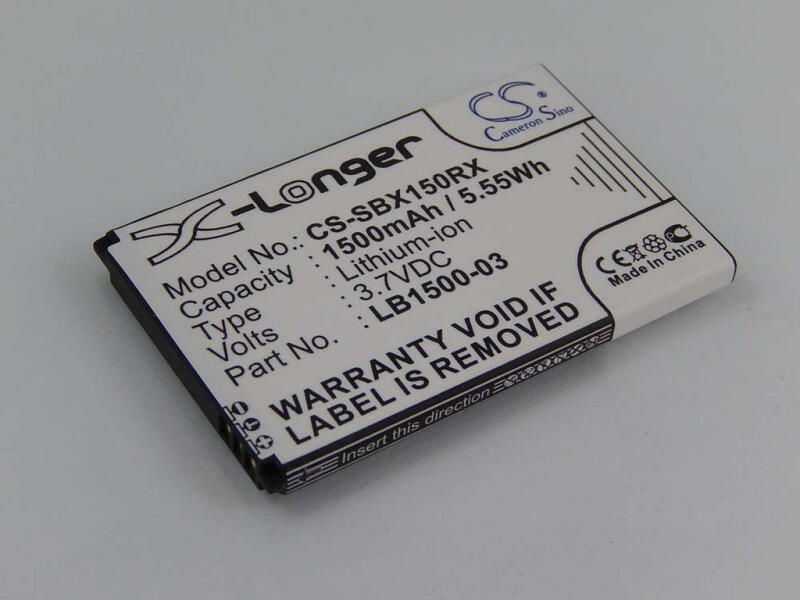 X-Longer
CS
Cameron Sino
Model No.: CS-SBX150RX
Capacity : 1500mAh / 5.55Wh
Type : Lithium-ion
Volts : 3.7VDC
Part No. : LB1500-03
WARRANTY VOID IF
LABEL IS REMOVED
Insert this direction
CE
Made in China